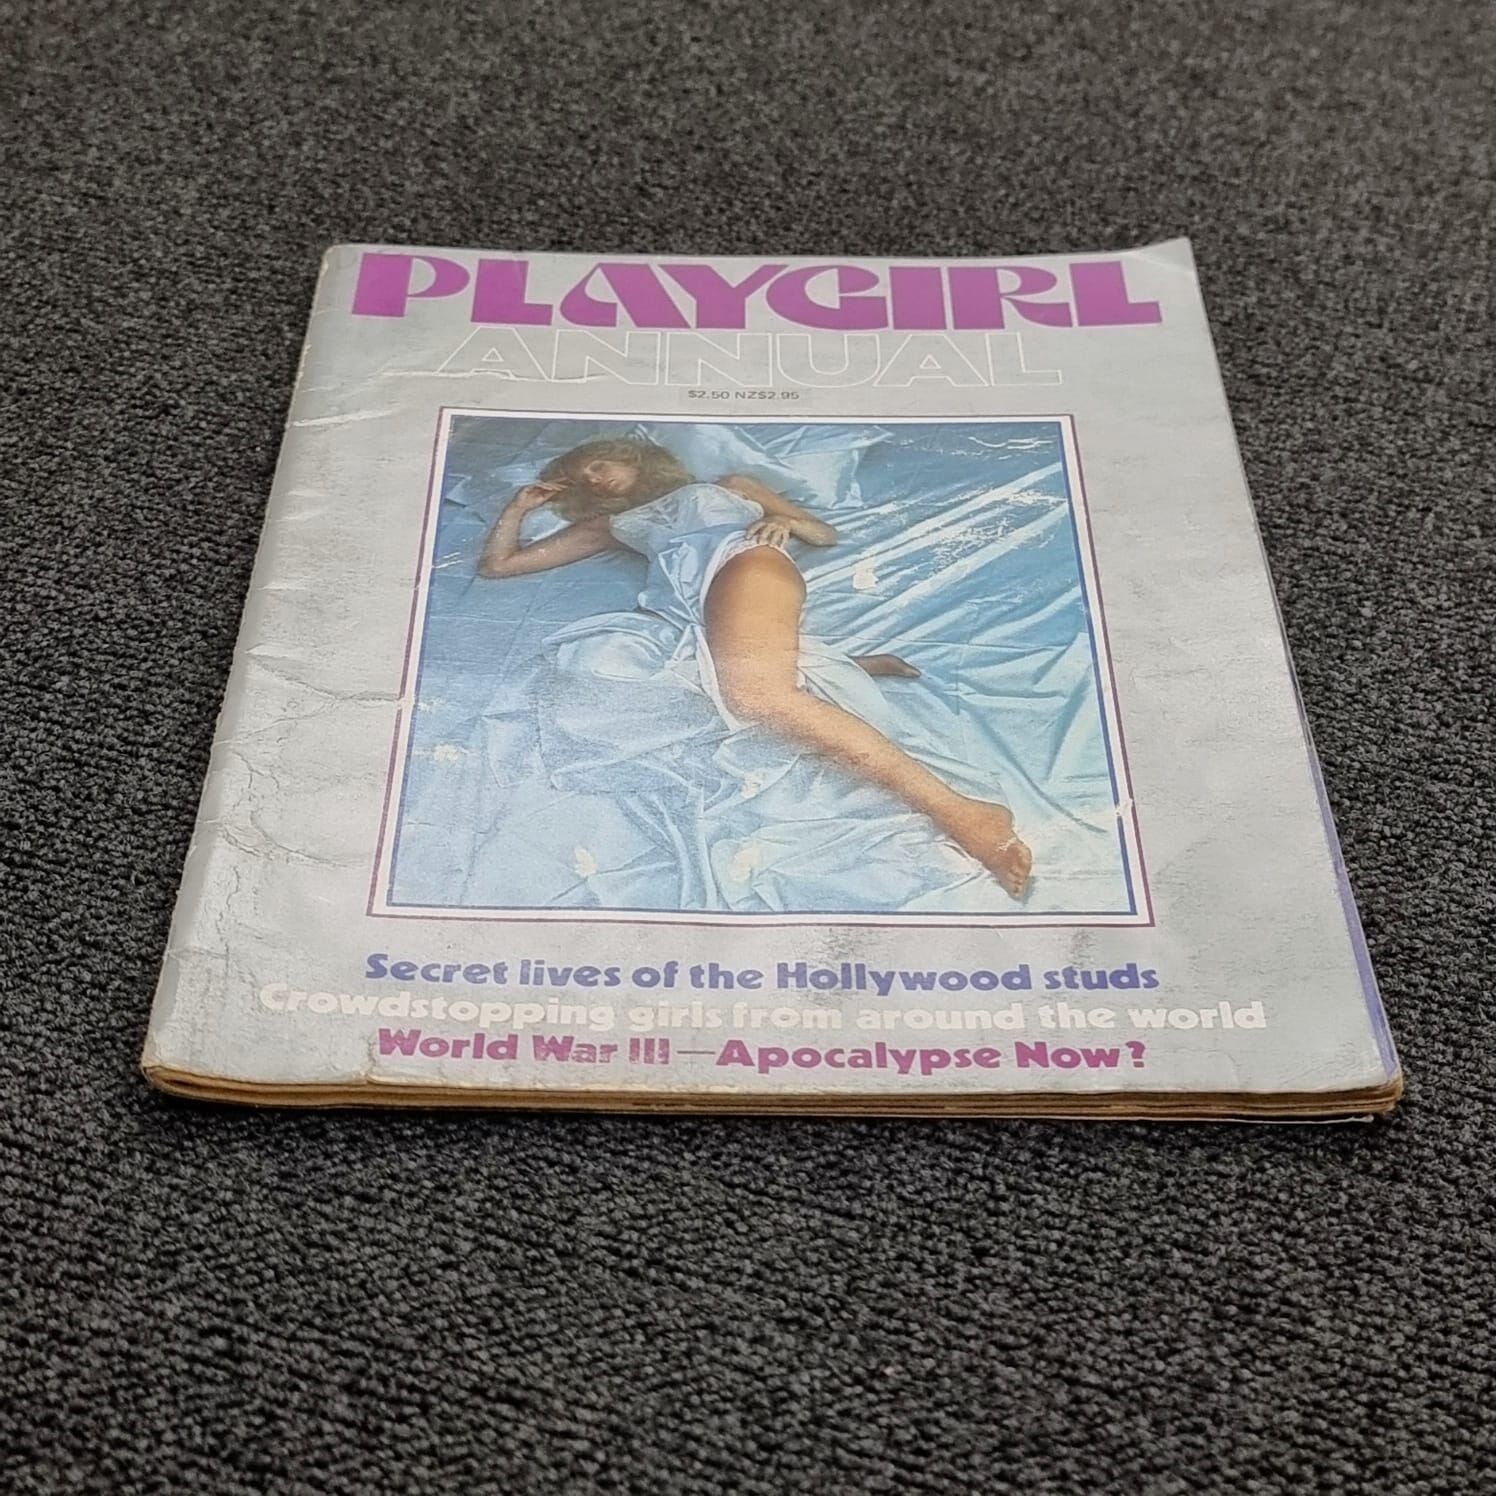 PLAYGIRL
ANNUAL
$2.50 NZ$2.95
Secret lives of the Hollywood studs
Crowdstopping girls from around the world
World War III—Apocalypse Now?